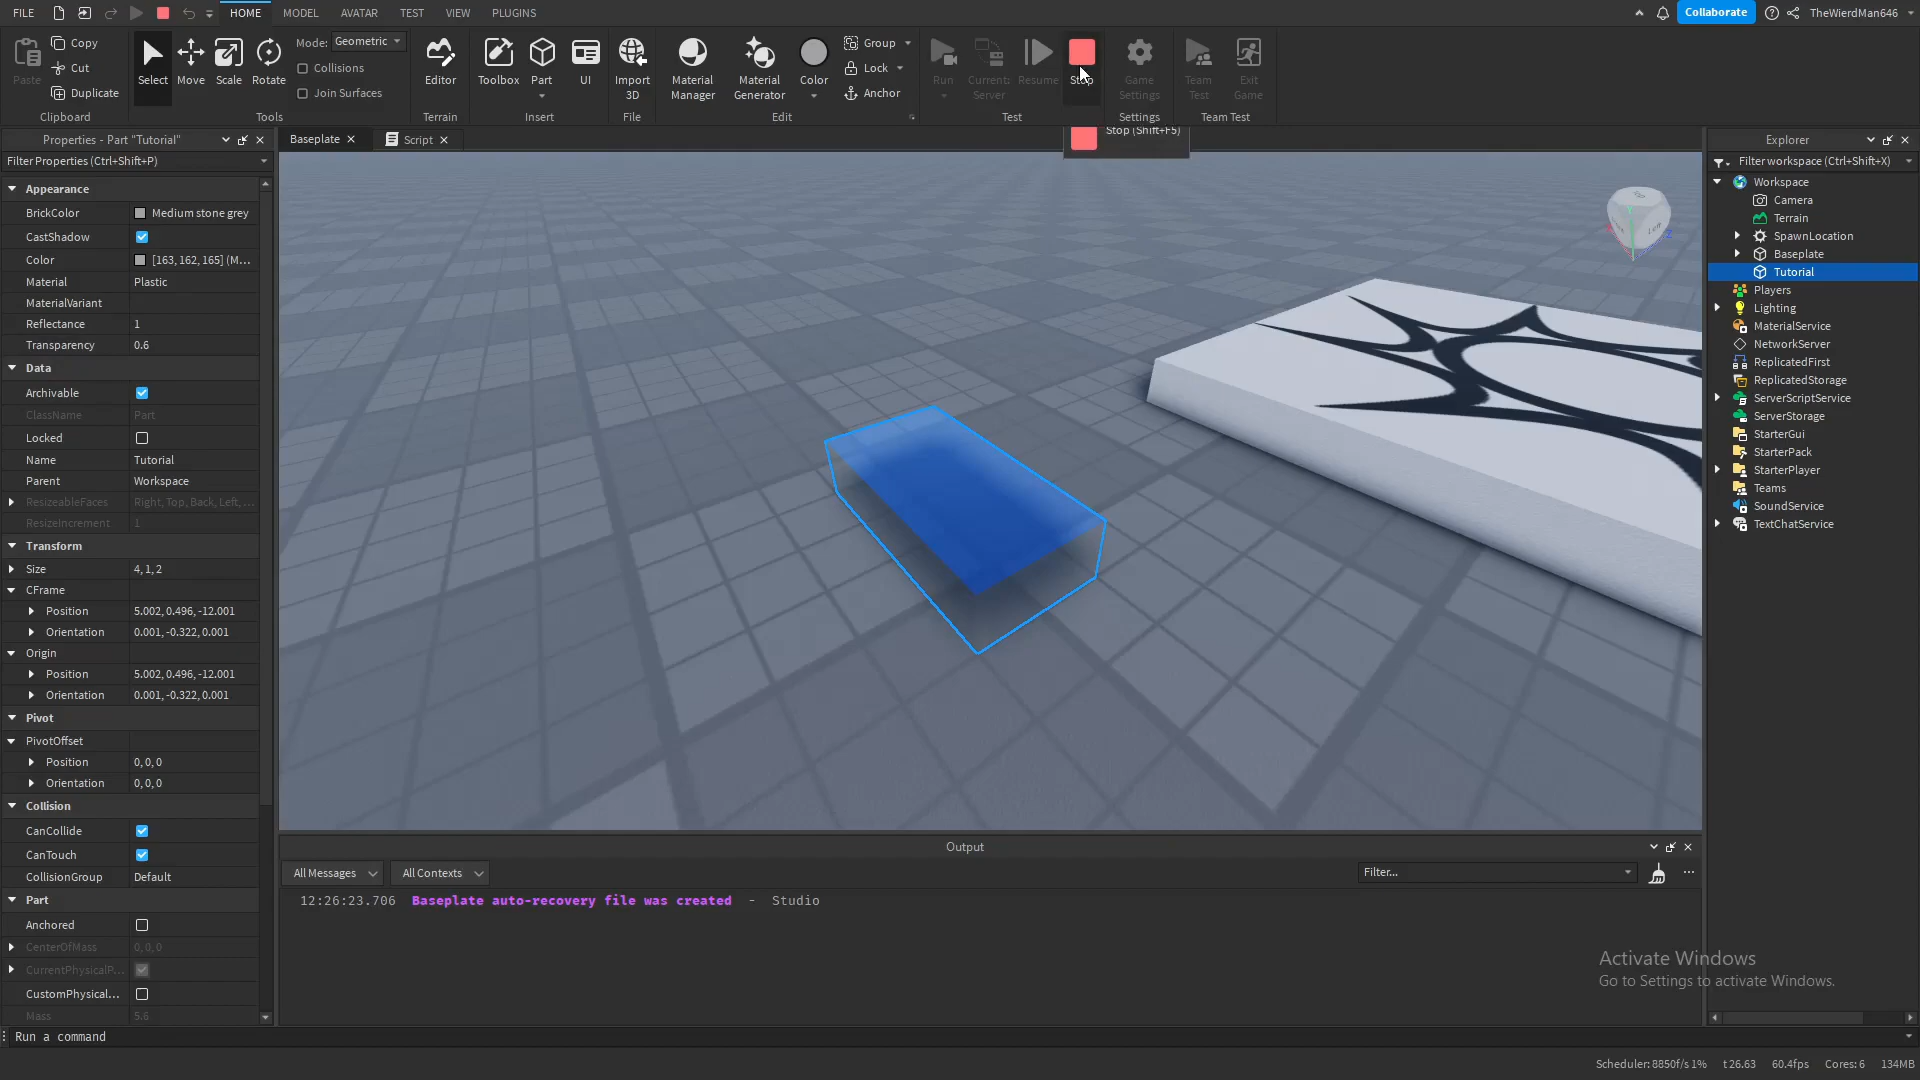 FILE HOME MODEL AVATAR TEST VIEW PLUGINS Collaborate TheWierdMan646
Paste Copy Cut Duplicate Clipboard
Select Move Scale Rotate Mode: Geometric Collisions Join Surfaces Tools
Editor Terrain
Toolbox Part UI Insert
Import 3D File
Material Manager Material Generator Color Group Lock Anchor Edit
Run Current: Server Resume Stop Test
Game Settings Settings
Team Test Exit Game Team Test
Stop (Shift+F5)
Properties - Part "Tutorial"
Filter Properties (Ctrl+Shift+P)
Appearance
BrickColor Medium stone grey
CastShadow
Color [163, 162, 165] (M...
Material Plastic
MaterialVariant
Reflectance 1
Transparency 0.6
Data
Archivable
ClassName Part
Locked
Name Tutorial
Parent Workspace
ResizeableFaces Right, Top, Back, Left, ...
ResizeIncrement 1
Transform
Size 4, 1, 2
CFrame
Position 5.002, 0.496, -12.001
Orientation 0.001, -0.322, 0.001
Origin
Position 5.002, 0.496, -12.001
Orientation 0.001, -0.322, 0.001
Pivot
PivotOffset
Position 0, 0, 0
Orientation 0, 0, 0
Collision
CanCollide
CanTouch
CollisionGroup Default
Part
Anchored
CenterOfMass 0, 0, 0
CurrentPhysicalP...
CustomPhysical...
Mass 5.6
Run a command
Baseplate Script
Output
All Messages All Contexts Filter...
12:26:23.706 Baseplate auto-recovery file was created - Studio
Explorer
Filter workspace (Ctrl+Shift+X)
Workspace
Camera
Terrain
SpawnLocation
Baseplate
Tutorial
Players
Lighting
MaterialService
NetworkServer
ReplicatedFirst
ReplicatedStorage
ServerScriptService
ServerStorage
StarterGui
StarterPack
StarterPlayer
Teams
SoundService
TextChatService
Activate Windows
Go to Settings to activate Windows.
Scheduler: 8850f/s 1% t 26.63 60.4fps Cores: 6 134MB